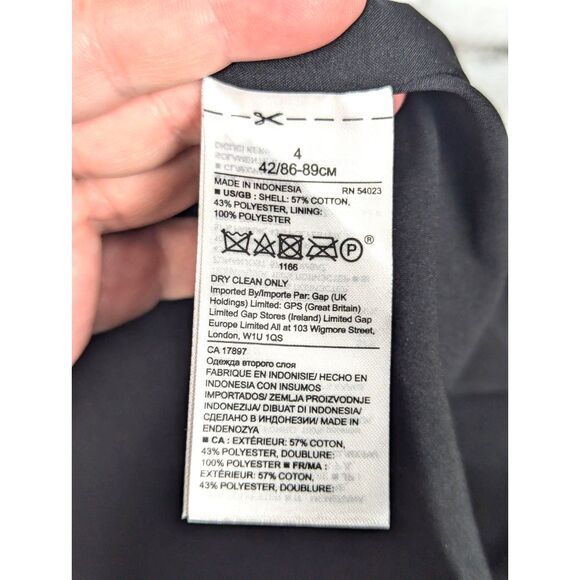 4
42/86-89CM
MADE IN INDONESIA RN 54023
■ US/GB : SHELL: 57% COTTON,
43% POLYESTER, LINING:
100% POLYESTER
P®
1166
DRY CLEAN ONLY
Imported By/Importe Par: Gap (UK
Holdings) Limited: GPS (Great Britain)
Limited Gap Stores (Ireland) Limited Gap
Europe Limited All at 103 Wigmore Street,
London, W1U 1QS
CA 17897
Одежда второго слоя
FABRIQUE EN INDONISIE/ HECHO EN
INDONESIA CON INSUMOS
IMPORTADOS/ ZEMLJA PROIZVODNJE
INDONEZIJA/ DIBUAT DI INDONESIA/
СДЕЛАНО В ИНДОНЕЗИИ/ MADE IN
ENDENOZYA
■ CA : EXTÉRIEUR: 57% COTTON,
43% POLYESTER, DOUBLURE:
100% POLYESTER ■ FR/MA :
EXTÉRIEUR: 57% COTTON,
43% POLYESTER, DOUBLURE: